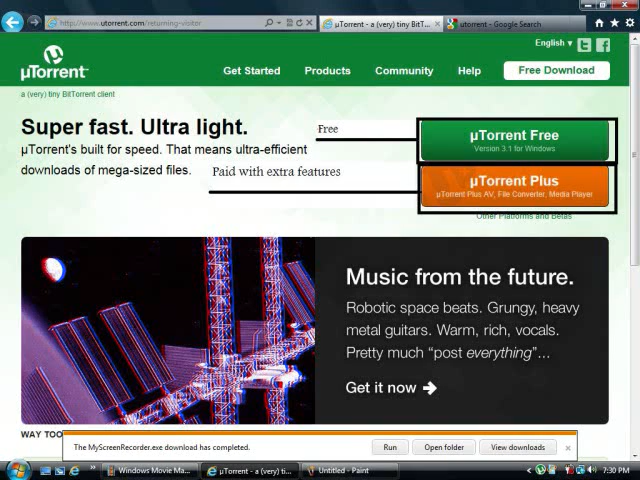 http://www.utorrent.com/returning-visitor
µTorrent - a (very) tiny BitT...
utorrent - Google Search
English
µTorrent
Get Started
Products
Community
Help
Free Download
a (very) tiny BitTorrent client
Super fast. Ultra light.
µTorrent's built for speed. That means ultra-efficient
downloads of mega-sized files.
Free
µTorrent Free
Version 3.1 for Windows
Paid with extra features
µTorrent Plus
µTorrent Plus AV, File Converter, Media Player
Other Platforms and Betas
Music from the future.
Robotic space beats. Grungy, heavy
metal guitars. Warm, rich, vocals.
Pretty much “post everything”...
Get it now
WAY TOO
The MyScreenRecorder.exe download has completed.
Run
Open folder
View downloads
Windows Movie Ma...
µTorrent - a (very) ti...
Untitled - Paint
7:30 PM